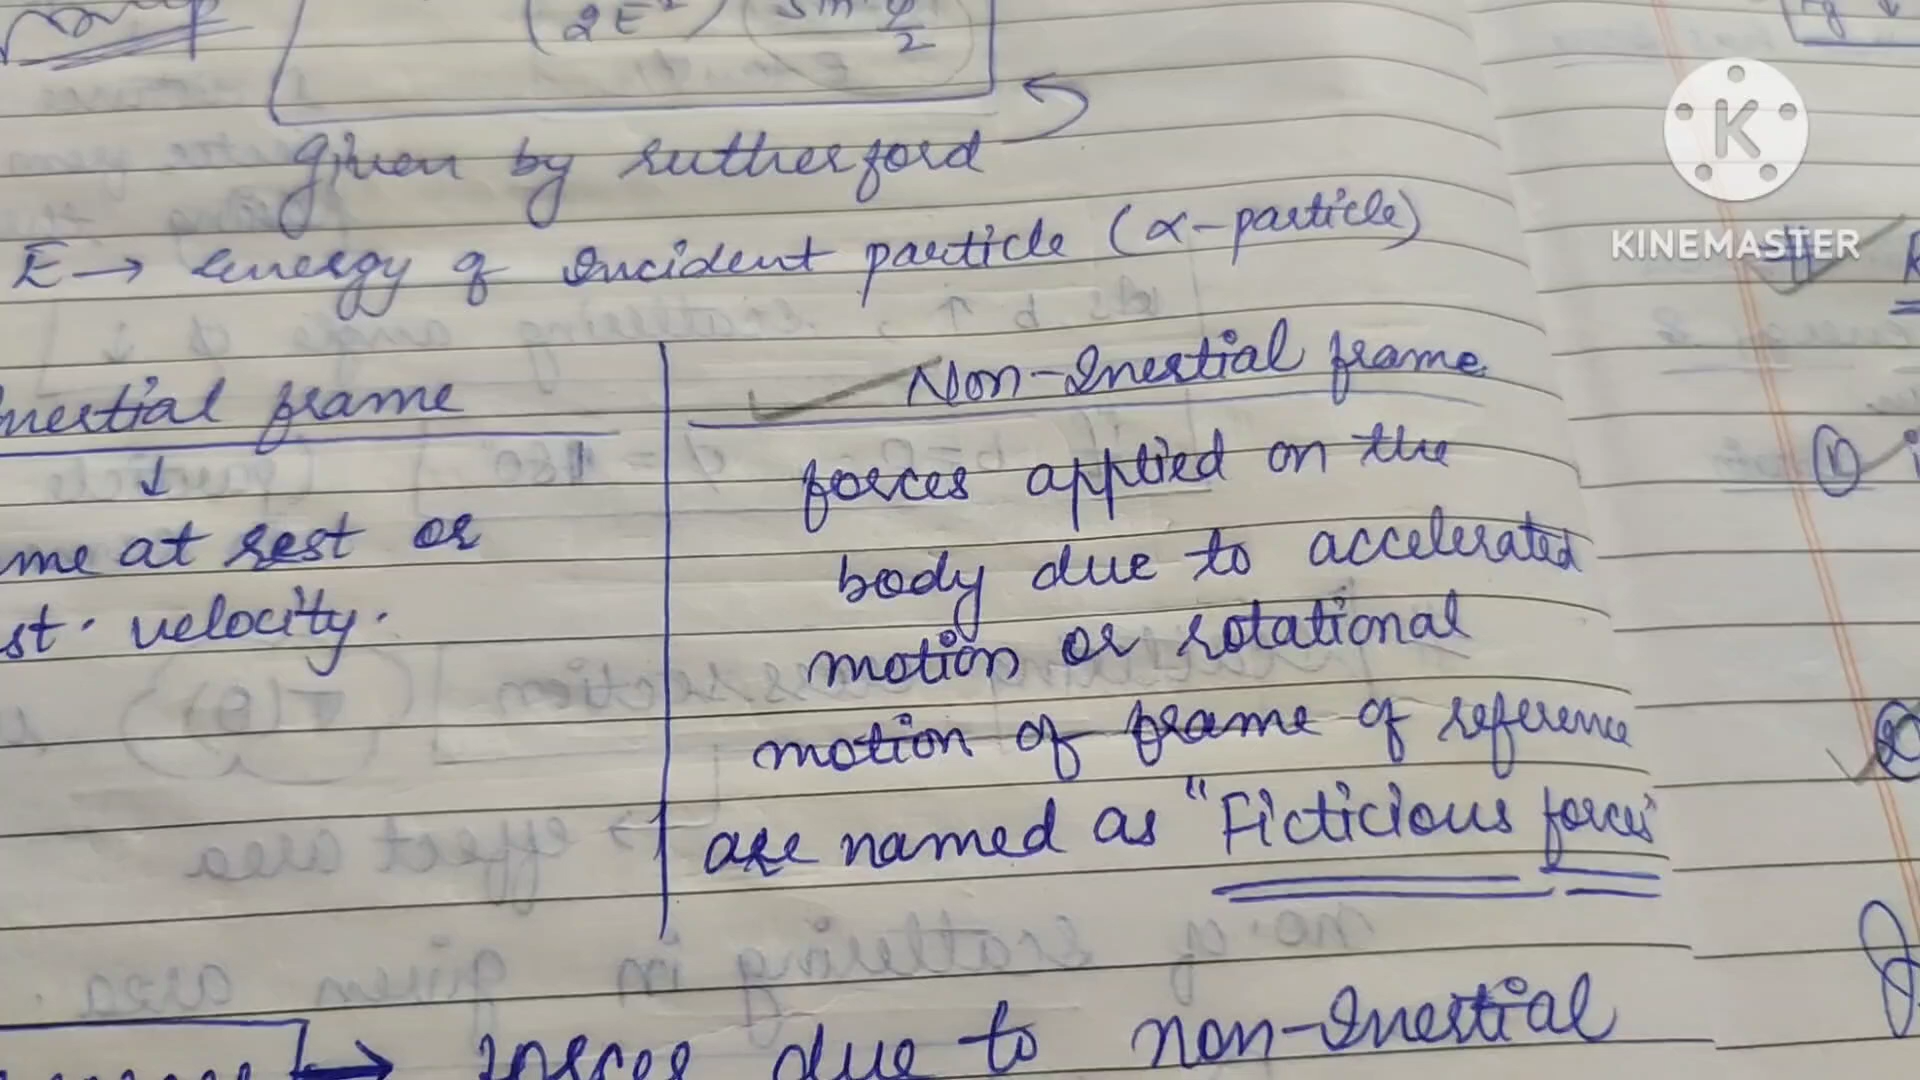 given by rutherford
E → energy of incident particle (α-particle)
nertial frame
↓
me at rest or
st. velocity.
Non-Inertial frame
forces applied on the
body due to accelerated
motion or rotational
motion of frame of reference
are named as "Ficticious forces"
→ forces due to non-Inertial
KINEMASTER